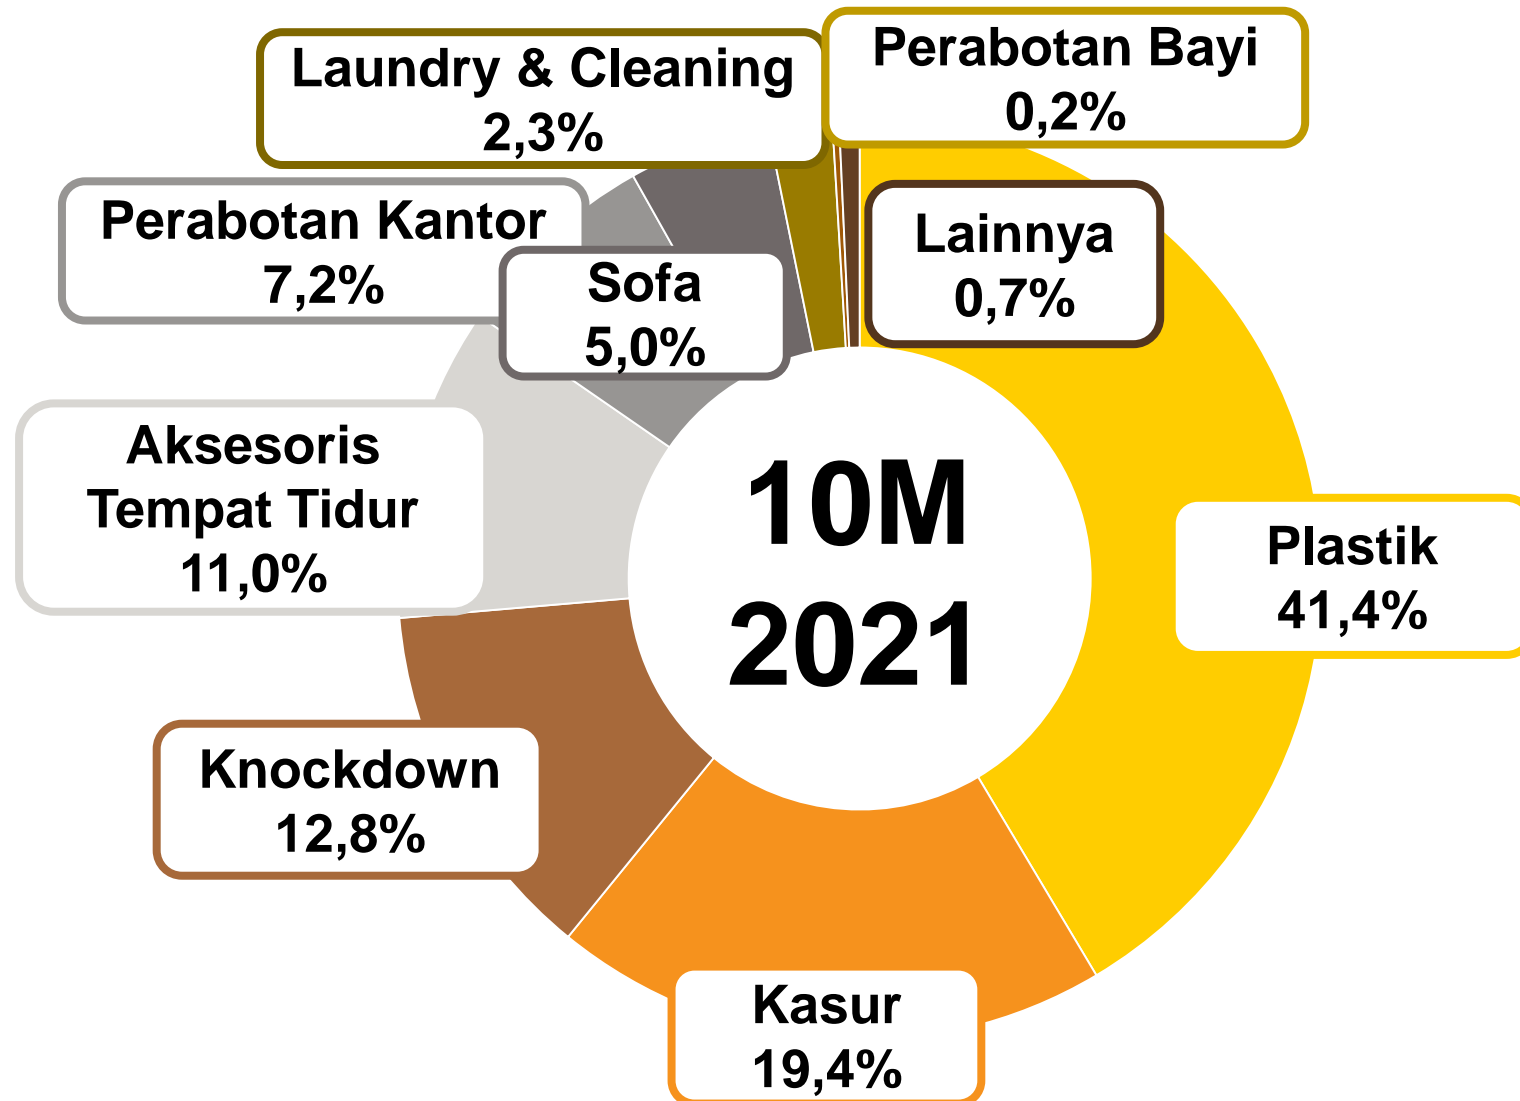 Laundry & Cleaning
2,3%
Perabotan Bayi
0,2%
Perabotan Kantor
7,2%
Sofa
5,0%
Lainnya
0,7%
Aksesoris
Tempat Tidur
11,0%
10M
2021
Plastik
41,4%
Knockdown
12,8%
Kasur
19,4%